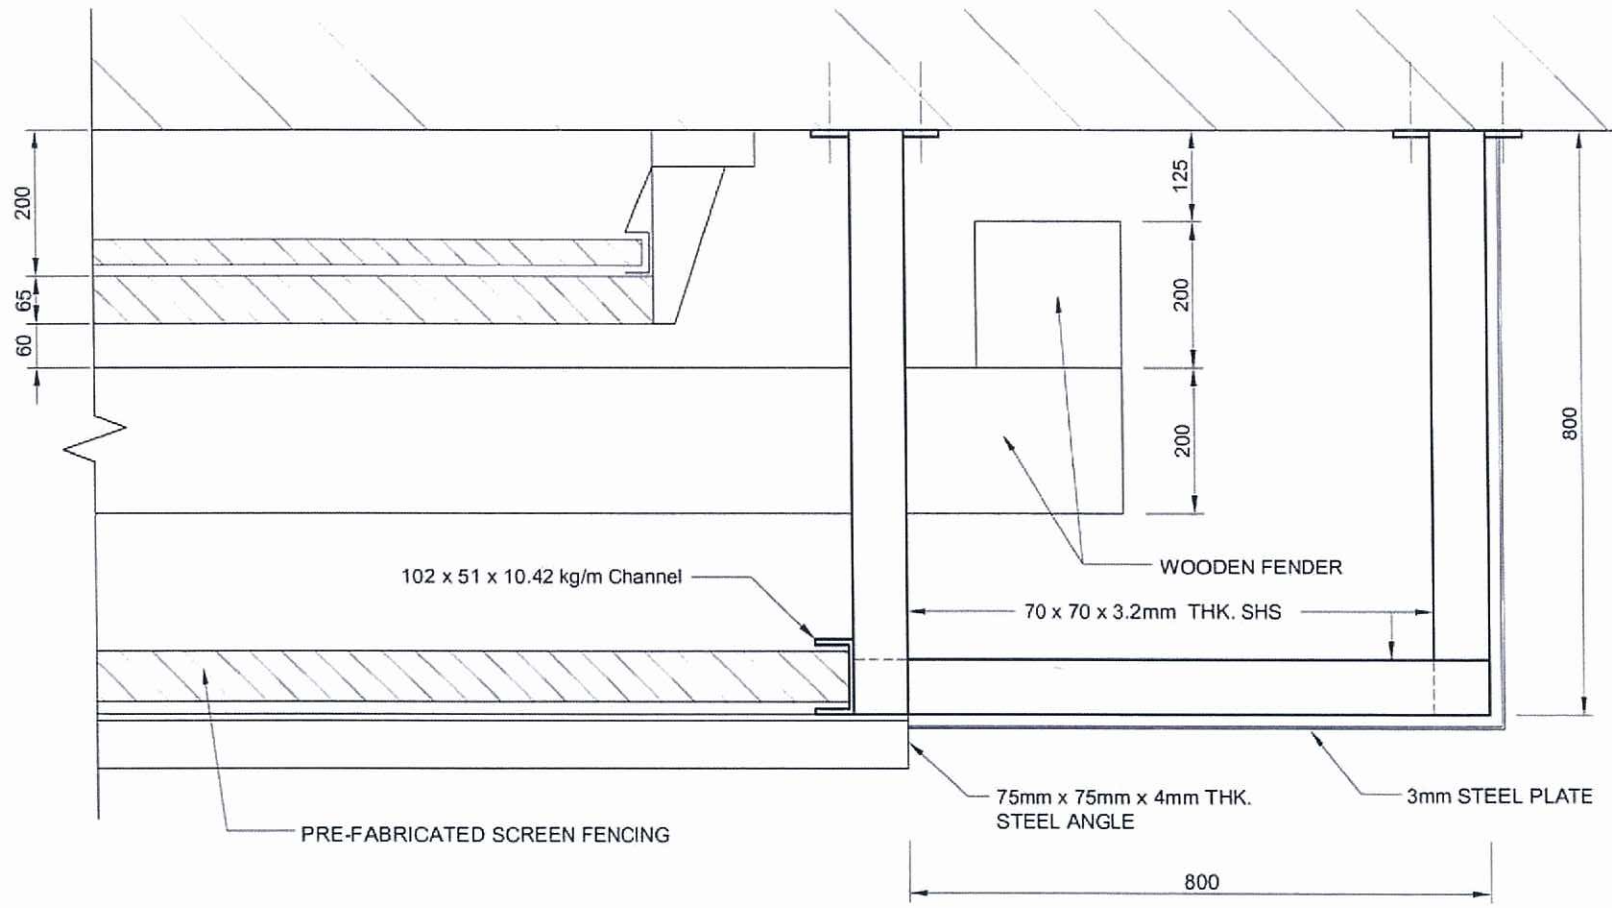 125
200
200
65
60
200
800
102 x 51 x 10.42 kg/m Channel
WOODEN FENDER
70 x 70 x 3.2mm THK. SHS
75mm x 75mm x 4mm THK.
STEEL ANGLE
3mm STEEL PLATE
PRE-FABRICATED SCREEN FENCING
800